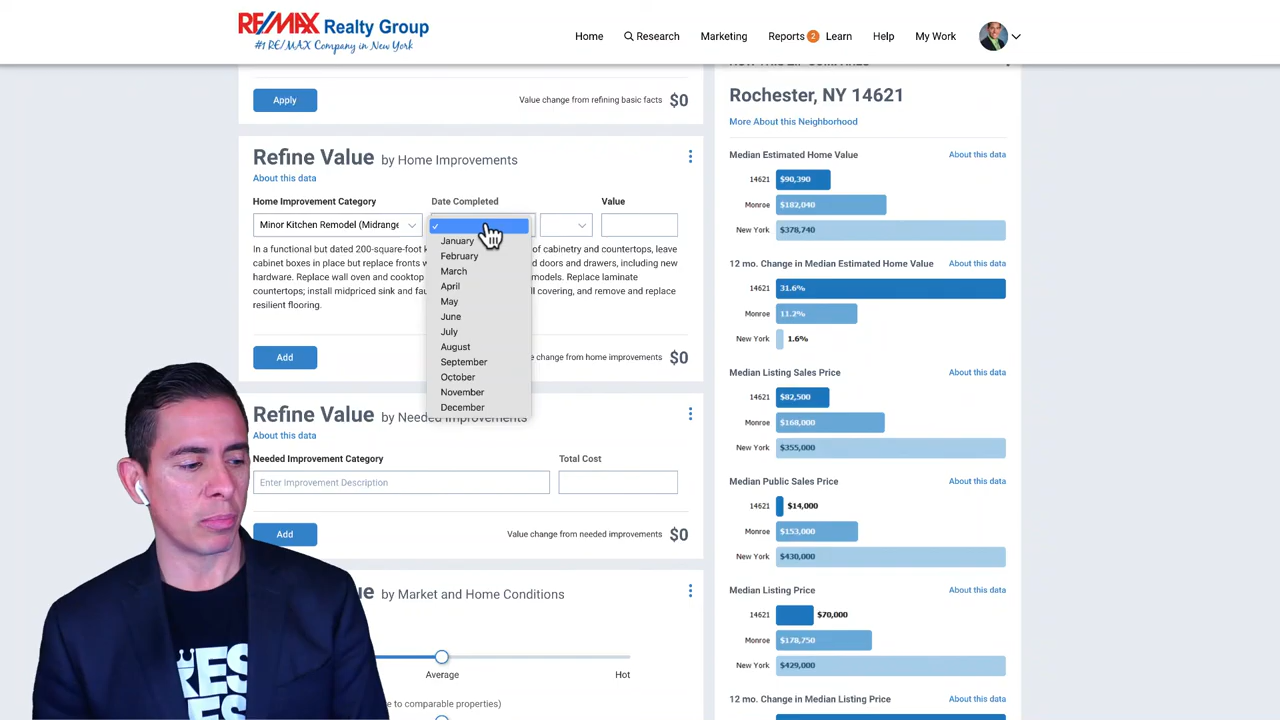 RE/MAX Realty Group
#1 RE/MAX Company in New York
Home
Research
Marketing
Reports 2
Learn
Help
My Work
Apply
Value change from refining basic facts $0
Refine Value by Home Improvements
About this data
Home Improvement Category
Date Completed
Value
Minor Kitchen Remodel (Midrange
✓
January
February
March
April
May
June
July
August
September
October
November
December
In a functional but dated 200-square-foot of cabinetry and countertops, leave
cabinet boxes in place but replace fronts and doors and drawers, including new
hardware. Replace wall oven and cooktop models. Replace laminate
countertops; install midpriced sink and wall covering, and remove and replace
resilient flooring.
Add
change from home improvements $0
Refine Value by Needed Improvements
About this data
Needed Improvement Category
Total Cost
Enter Improvement Description
Add
Value change from needed improvements $0
by Market and Home Conditions
Average
Hot
to comparable properties)
Rochester, NY 14621
More About this Neighborhood
Median Estimated Home Value
About this data
14621 $90,390
Monroe $182,040
New York $378,740
12 mo. Change in Median Estimated Home Value
About this data
14621 31.6%
Monroe 11.2%
New York 1.6%
Median Listing Sales Price
About this data
14621 $82,500
Monroe $168,000
New York $355,000
Median Public Sales Price
About this data
14621 $14,000
Monroe $153,000
New York $430,000
Median Listing Price
About this data
14621 $70,000
Monroe $178,750
New York $429,000
12 mo. Change in Median Listing Price
About this data